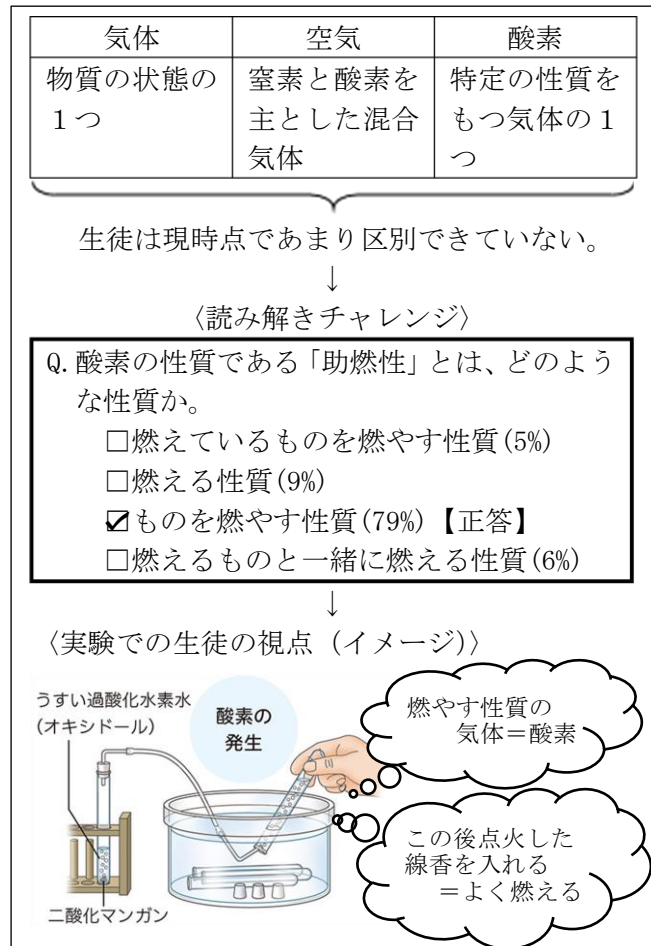 気体 空気 酸素
物質の状態の１つ 窒素と酸素を主とした混合気体 特定の性質をもつ気体の１つ
生徒は現時点であまり区別できていない。
↓
〈読み解きチャレンジ〉
Q.酸素の性質である「助燃性」とは、どのよう
な性質か。
□燃えているものを燃やす性質(5%)
□燃える性質(9%)
☑ものを燃やす性質(79%)【正答】
□燃えるものと一緒に燃える性質(6%)
↓
〈実験での生徒の視点（イメージ)〉
うすい過酸化水素水
(オキシドール)
酸素の
発生
二酸化マンガン
燃やす性質の
気体＝酸素
この後点火した
線香を入れる
＝よく燃える